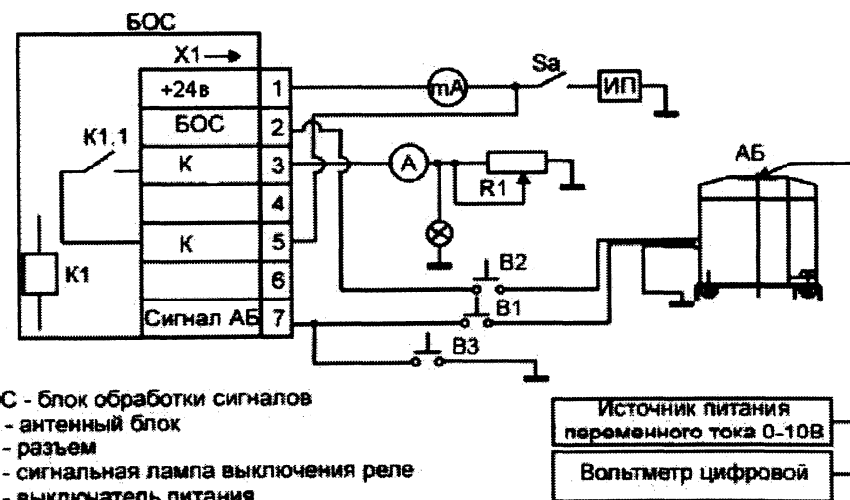 БОС
X1
+24в 1
БОС 2
К 3
4
К 5
6
Сигнал АБ 7
К1.1
К1
mA
Sa
ИП
A
R1
АБ
В2
В1
В3
С - блок обработки сигналов
- антенный блок
- разъем
- сигнальная лампа выключения реле
- выключатель питания
Источник питания
переменного тока 0-10В
Вольтметр цифровой